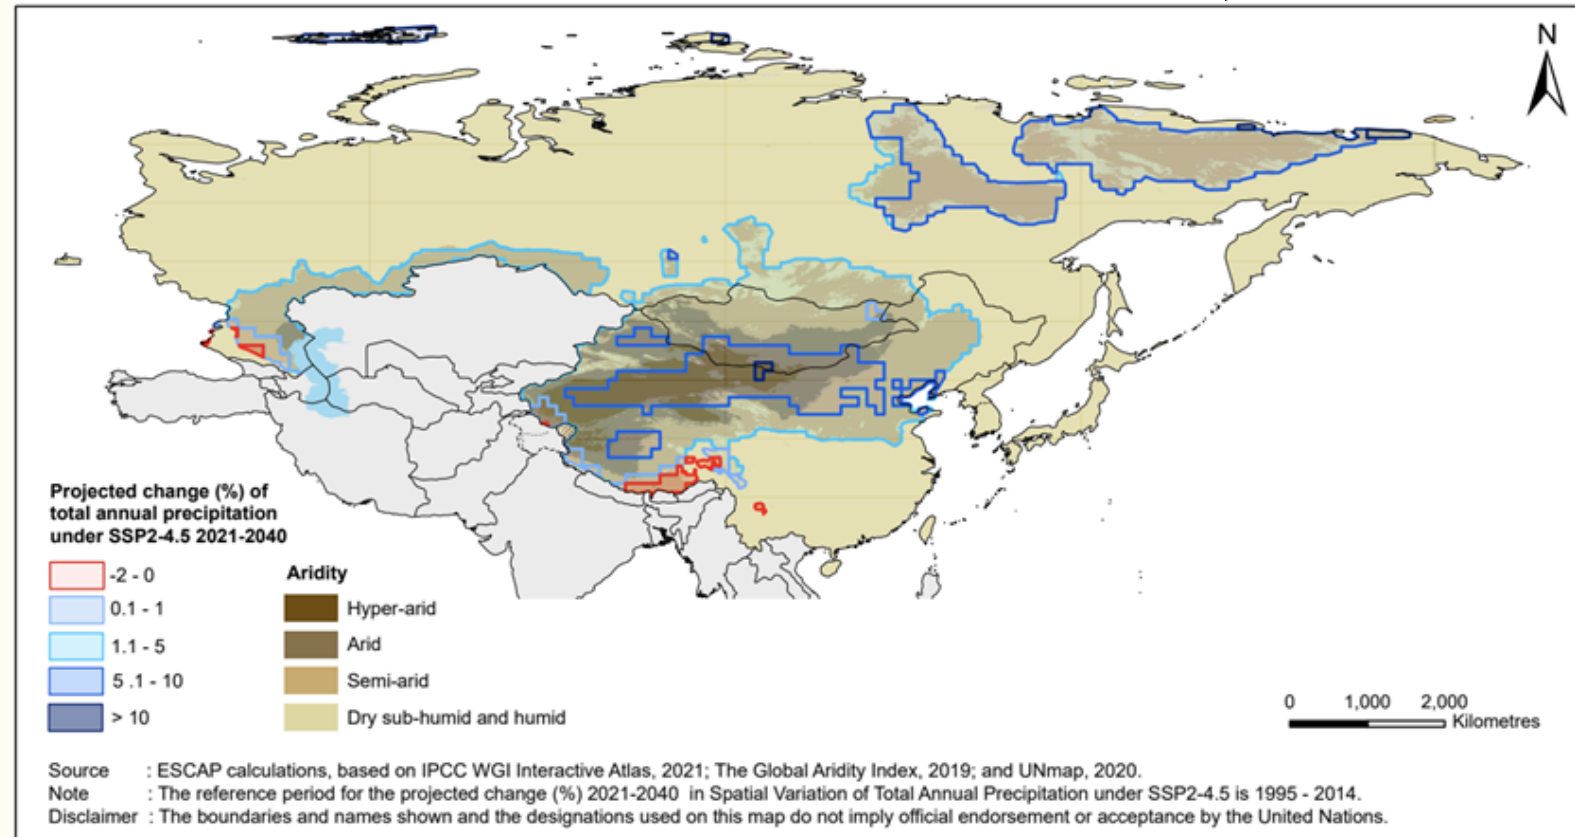 N
Projected change (%) of
total annual precipitation
under SSP2-4.5 2021-2040
-2 - 0
0.1 - 1
1.1 - 5
5 .1 - 10
> 10
Aridity
Hyper-arid
Arid
Semi-arid
Dry sub-humid and humid
0 1,000 2,000
Kilometres
Source : ESCAP calculations, based on IPCC WGI Interactive Atlas, 2021; The Global Aridity Index, 2019; and UNmap, 2020.
Note : The reference period for the projected change (%) 2021-2040 in Spatial Variation of Total Annual Precipitation under SSP2-4.5 is 1995 - 2014.
Disclaimer : The boundaries and names shown and the designations used on this map do not imply official endorsement or acceptance by the United Nations.